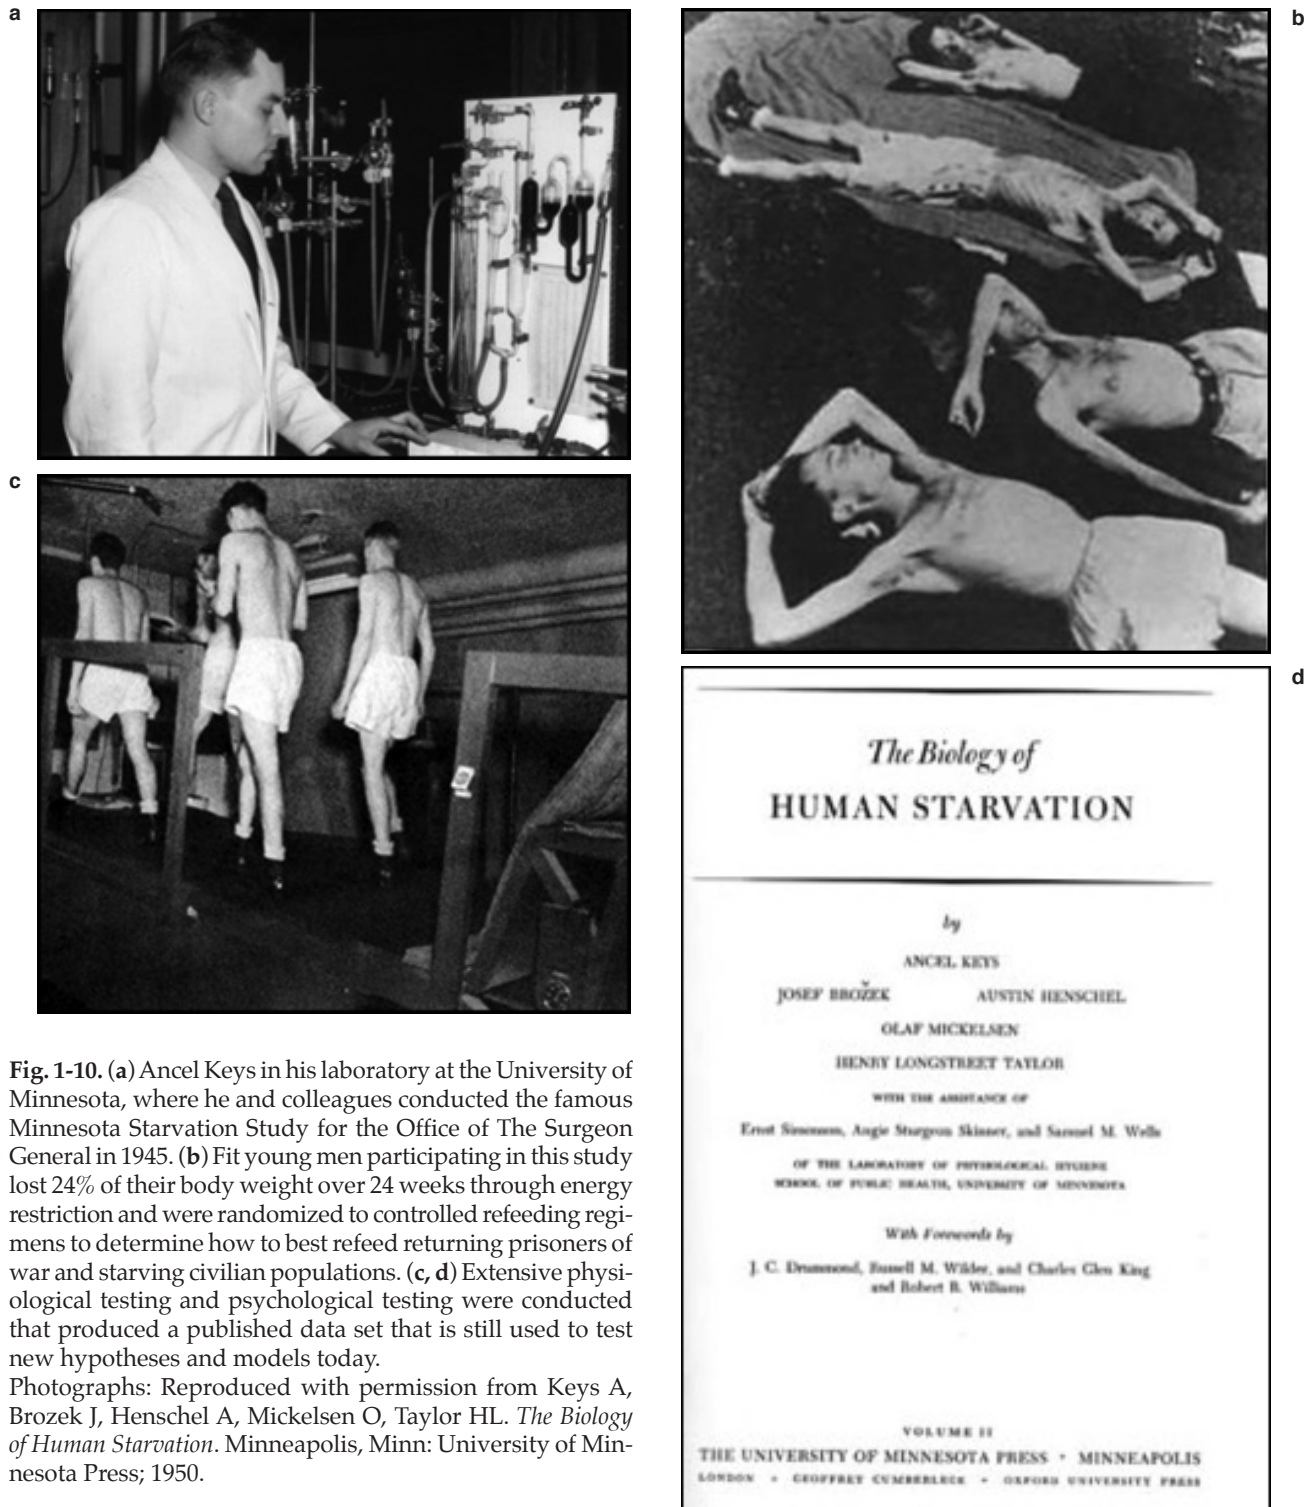 a
b
c
Fig. 1-10. (a) Ancel Keys in his laboratory at the University of
Minnesota, where he and colleagues conducted the famous
Minnesota Starvation Study for the Office of The Surgeon
General in 1945. (b) Fit young men participating in this study
lost 24% of their body weight over 24 weeks through energy
restriction and were randomized to controlled refeeding regi-
mens to determine how to best refeed returning prisoners of
war and starving civilian populations. (c, d) Extensive physi-
ological testing and psychological testing were conducted
that produced a published data set that is still used to test
new hypotheses and models today.
Photographs: Reproduced with permission from Keys A,
Brozek J, Henschel A, Mickelsen O, Taylor HL. The Biology
of Human Starvation. Minneapolis, Minn: University of Min-
nesota Press; 1950.
d
The Biology of
HUMAN STARVATION
by
ANCEL KEYS
JOSEF BROŽEK AUSTIN HENSCHEL
OLAF MICKELSEN
HENRY LONGSTREET TAYLOR
WITH THE ASSISTANCE OF
Ernst Simonson, Angie Sturgeon Skinner, and Samuel M. Wells
OF THE LABORATORY OF PHYSIOLOGICAL HYGIENE
SCHOOL OF PUBLIC HEALTH, UNIVERSITY OF MINNESOTA
With Forewords by
J. C. Drummond, Russell M. Wilder, and Charles Glen King
and Robert R. Williams
VOLUME II
THE UNIVERSITY OF MINNESOTA PRESS • MINNEAPOLIS
LONDON • GEOFFREY CUMBERLEGE • OXFORD UNIVERSITY PRESS